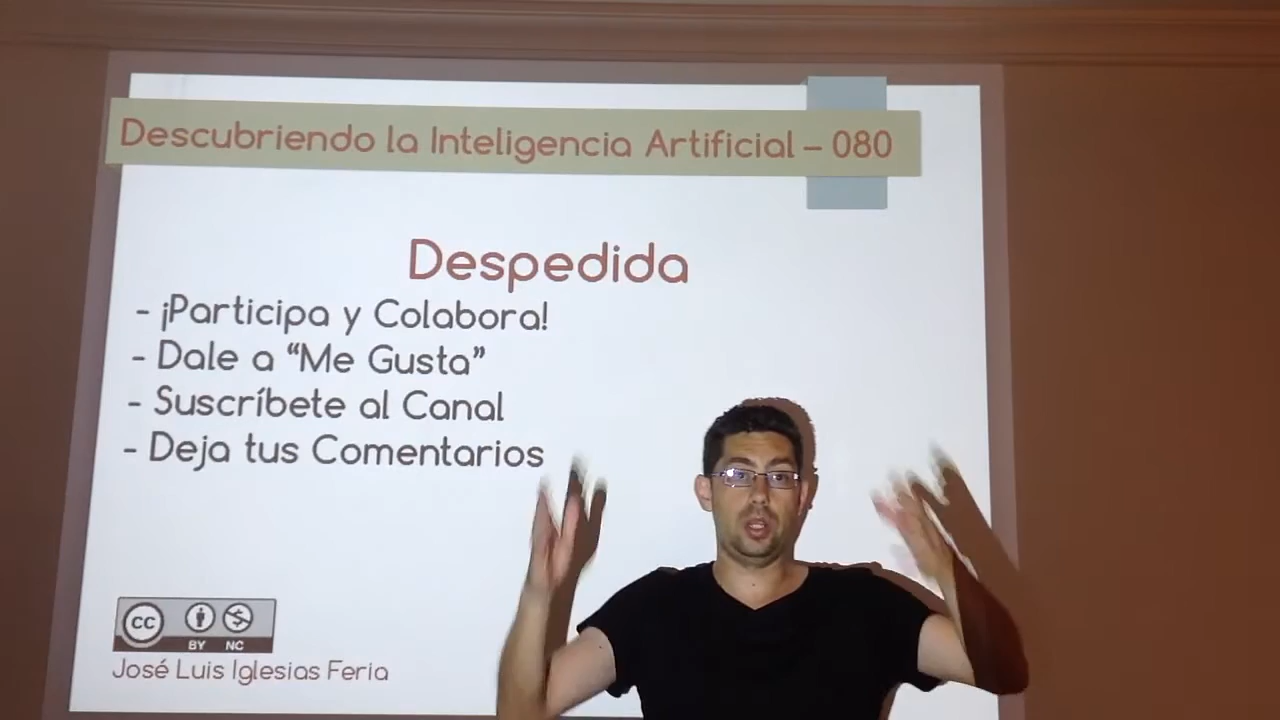 Descubriendo la Inteligencia Artificial – 080
Despedida
- ¡Participa y Colabora!
- Dale a “Me Gusta”
- Suscríbete al Canal
- Deja tus Comentarios
cc
BY NC
José Luis Iglesias Feria